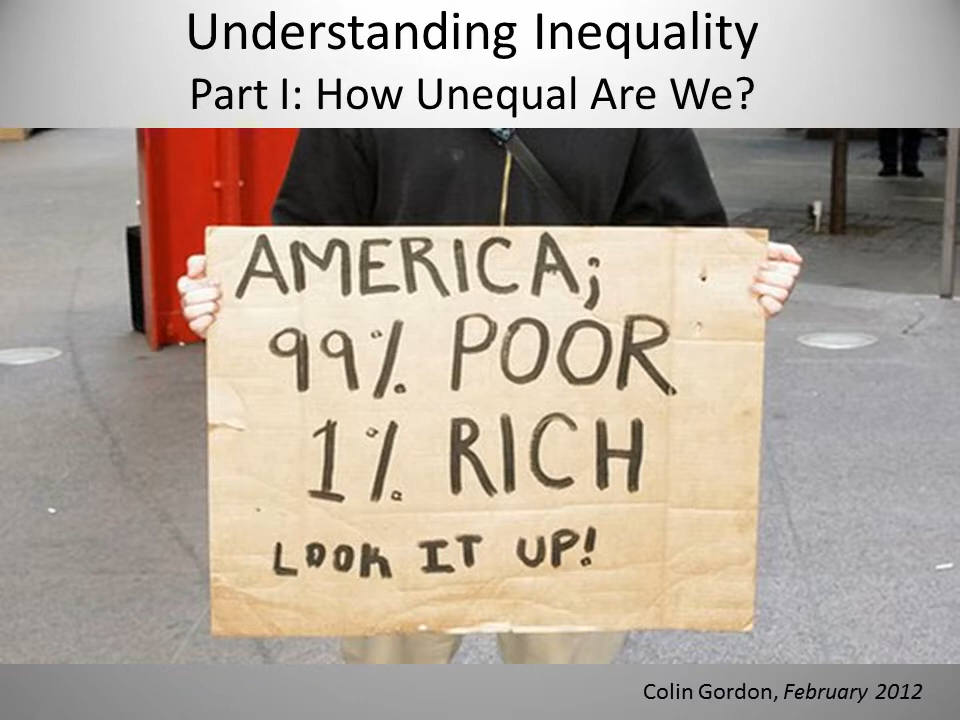 Understanding Inequality
Part I: How Unequal Are We?
AMERICA;
99% POOR
1% RICH
LOOK IT UP!
Colin Gordon, February 2012